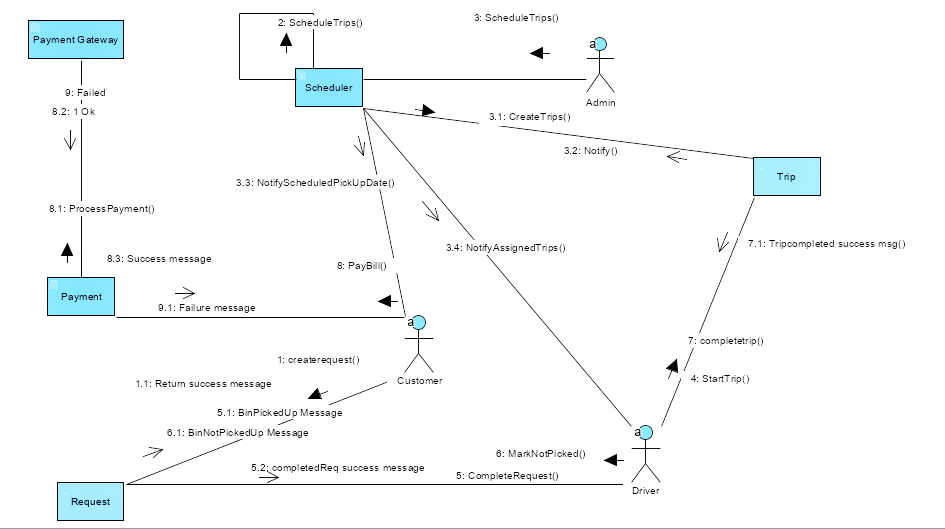 2: ScheduleTrips()
3: ScheduleTrips()
Payment Gateway
a
Scheduler
Admin
9: Failed
8.2: 1 Ok
3.1: CreateTrips()
3.2: Notify()
Trip
3.3: NotifyScheduledPickUpDate()
8.1: ProcessPayment()
3.4: NotifyAssignedTrips()
7.1: Tripcompleted success msg()
8.3: Success message
8: PayBill()
Payment
9.1: Failure message
a
7: completetrip()
1: createrequest()
Customer
4: StartTrip()
1.1: Return success message
5.1: BinPickedUp Message
6.1: BinNotPickedUp Message
a
6: MarkNotPicked()
5.2: completedReq success message
5: CompleteRequest()
Driver
Request